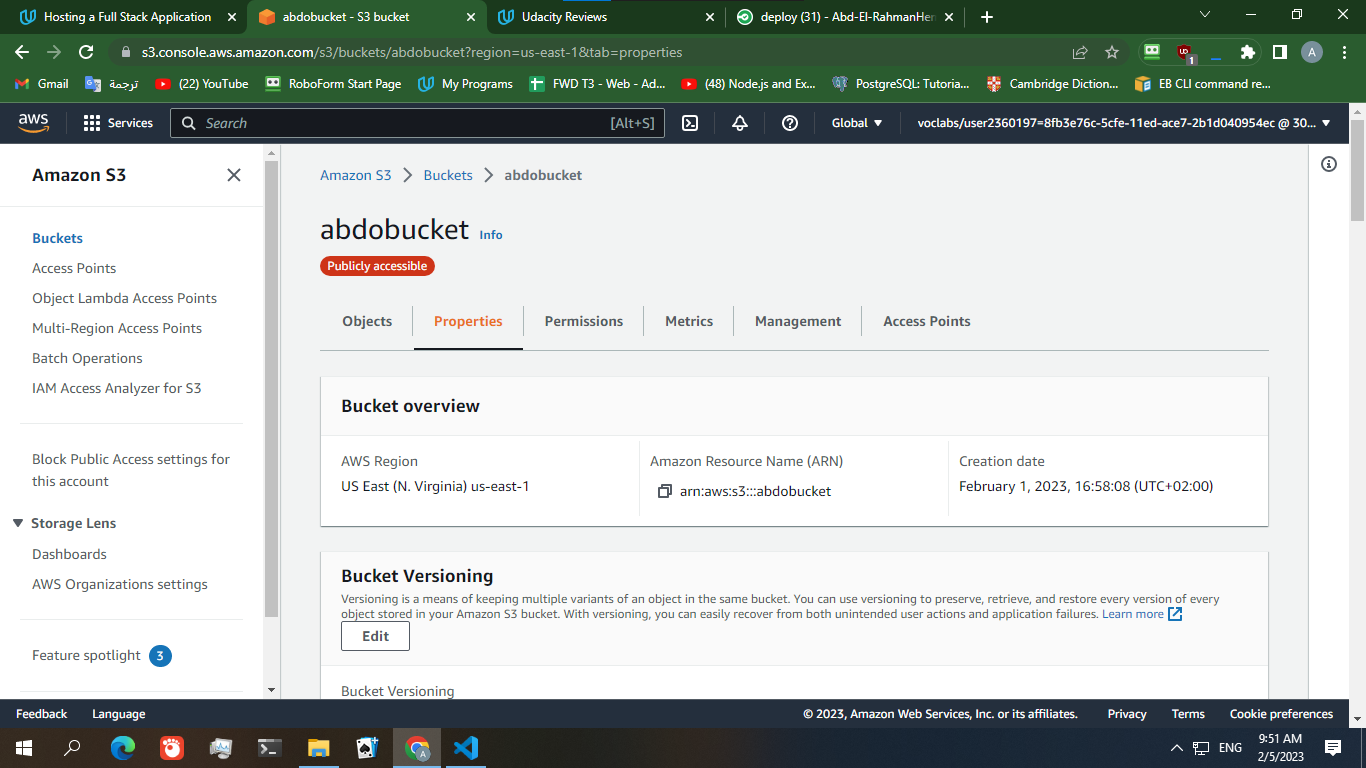 Hosting a Full Stack Application
abdobucket - S3 bucket
Udacity Reviews
deploy (31) - Abd-El-RahmanHe
s3.console.aws.amazon.com/s3/buckets/abdobucket?region=us-east-1&tab=properties
UD
1
A
Gmail
ترجمة
(22) YouTube
RoboForm Start Page
My Programs
FWD T3 - Web - Ad...
(48) Node.js and Ex...
PostgreSQL: Tutoria...
Cambridge Diction...
EB CLI command re...
aws
Services
Search
[Alt+S]
Global
voclabs/user2360197=8fb3e76c-5cfe-11ed-ace7-2b1d040954ec @ 30...
Amazon S3
Buckets
Access Points
Object Lambda Access Points
Multi-Region Access Points
Batch Operations
IAM Access Analyzer for S3
Block Public Access settings for
this account
Storage Lens
Dashboards
AWS Organizations settings
Feature spotlight 3
Amazon S3 > Buckets > abdobucket
abdobucket Info
Publicly accessible
Objects
Properties
Permissions
Metrics
Management
Access Points
Bucket overview
AWS Region
US East (N. Virginia) us-east-1
Amazon Resource Name (ARN)
arn:aws:s3:::abdobucket
Creation date
February 1, 2023, 16:58:08 (UTC+02:00)
Bucket Versioning
Versioning is a means of keeping multiple variants of an object in the same bucket. You can use versioning to preserve, retrieve, and restore every version of every
object stored in your Amazon S3 bucket. With versioning, you can easily recover from both unintended user actions and application failures. Learn more
Edit
Bucket Versioning
Feedback
Language
© 2023, Amazon Web Services, Inc. or its affiliates.
Privacy
Terms
Cookie preferences
A
ENG
9:51 AM
2/5/2023